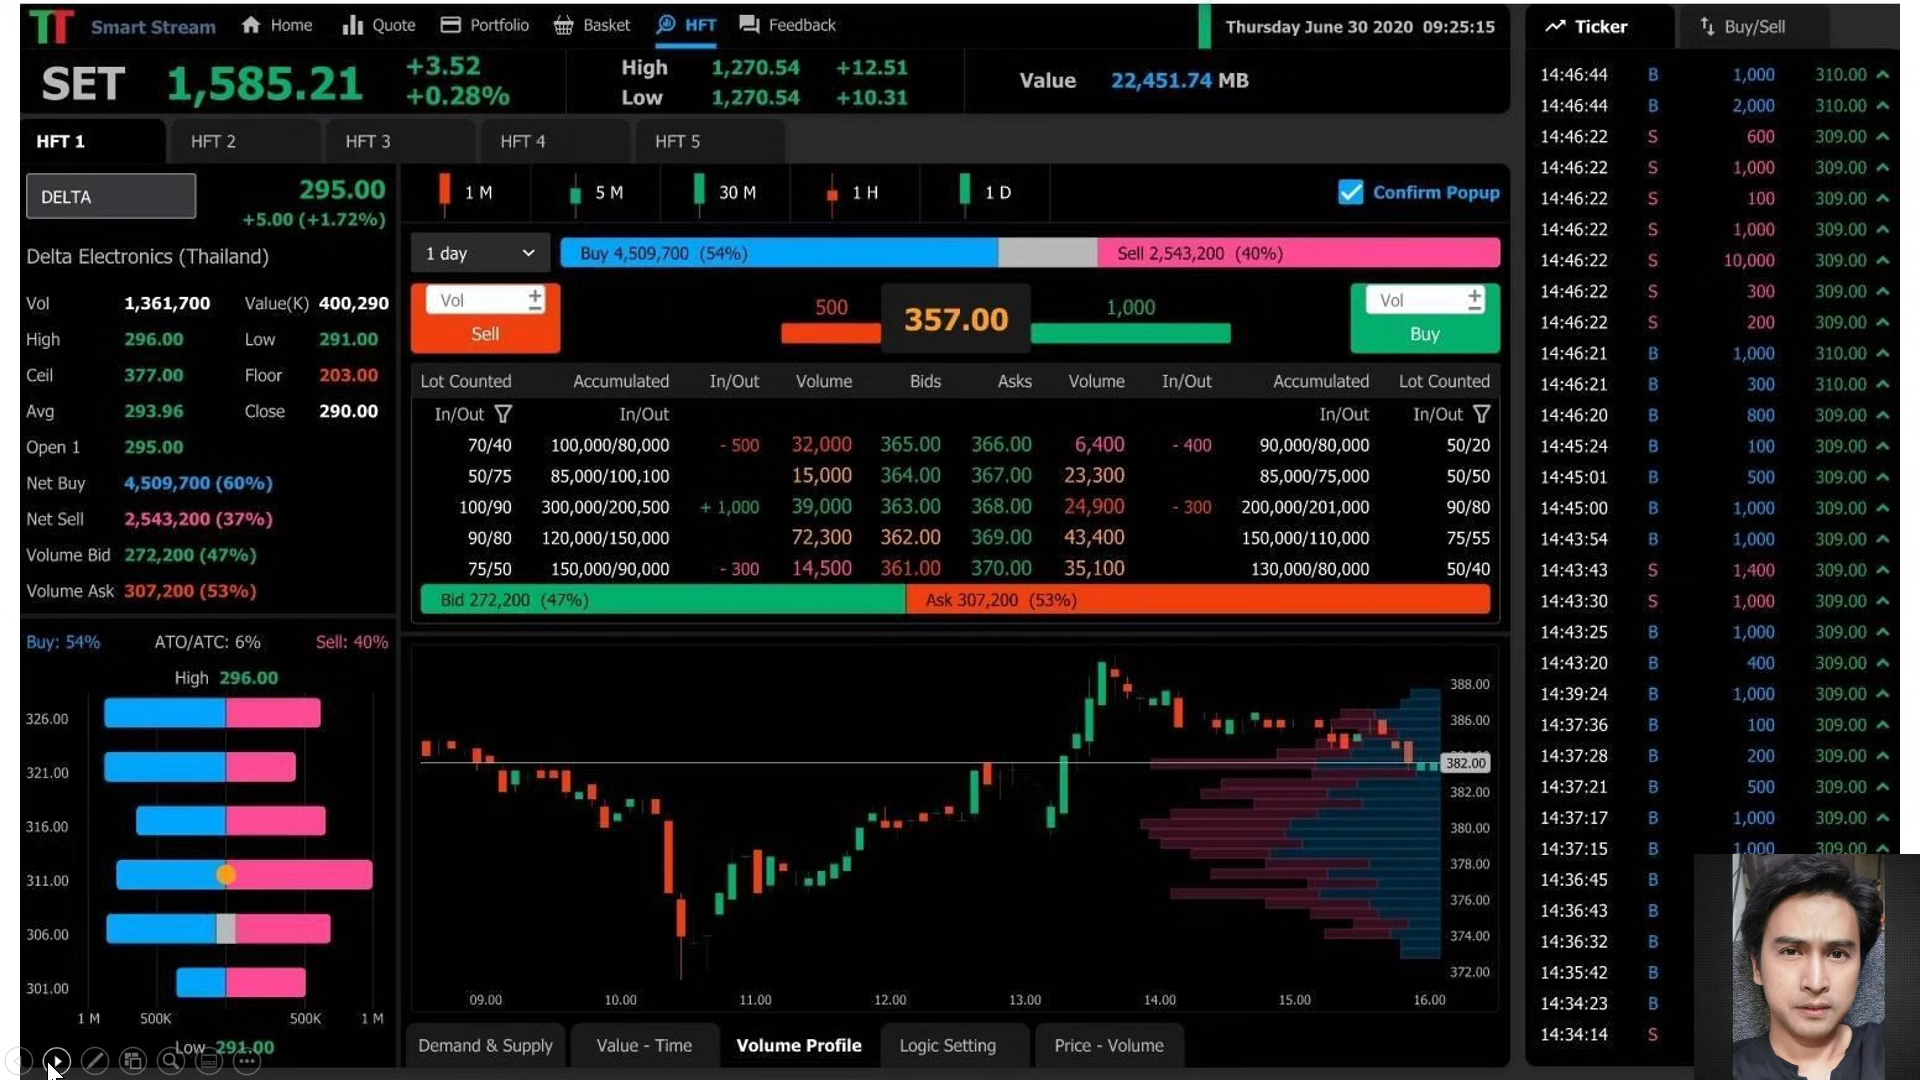 TT Smart Stream Home Quote Portfolio Basket HFT Feedback Thursday June 30 2020 09:25:15
SET 1,585.21 +3.52 +0.28%
High 1,270.54 +12.51
Low 1,270.54 +10.31
Value 22,451.74 MB
HFT 1 HFT 2 HFT 3 HFT 4 HFT 5
DELTA 295.00
+5.00 (+1.72%)
Delta Electronics (Thailand)
Vol 1,361,700 Value(K) 400,290
High 296.00 Low 291.00
Ceil 377.00 Floor 203.00
Avg 293.96 Close 290.00
Open 1 295.00
Net Buy 4,509,700 (60%)
Net Sell 2,543,200 (37%)
Volume Bid 272,200 (47%)
Volume Ask 307,200 (53%)
Buy: 54% ATO/ATC: 6% Sell: 40%
High 296.00
326.00
321.00
316.00
311.00
306.00
301.00
1 M 500K 500K 1 M
Low 291.00
1 M 5 M 30 M 1 H 1 D Confirm Popup
1 day Buy 4,509,700 (54%) Sell 2,543,200 (40%)
Vol Sell 500 357.00 1,000 Vol Buy
Lot Counted Accumulated In/Out Volume Bids Asks Volume In/Out Accumulated Lot Counted
In/Out In/Out In/Out In/Out
70/40 100,000/80,000 - 500 32,000 365.00 366.00 6,400 - 400 90,000/80,000 50/20
50/75 85,000/100,100 15,000 364.00 367.00 23,300 85,000/75,000 50/50
100/90 300,000/200,500 + 1,000 39,000 363.00 368.00 24,900 - 300 200,000/201,000 90/80
90/80 120,000/150,000 72,300 362.00 369.00 43,400 150,000/110,000 75/55
75/50 150,000/90,000 - 300 14,500 361.00 370.00 35,100 130,000/80,000 50/40
Bid 272,200 (47%) Ask 307,200 (53%)
388.00
386.00
382.00
382.00
380.00
378.00
376.00
374.00
372.00
09.00 10.00 11.00 12.00 13.00 14.00 15.00 16.00
Demand & Supply Value - Time Volume Profile Logic Setting Price - Volume
Ticker Buy/Sell
14:46:44 B 1,000 310.00
14:46:44 B 2,000 310.00
14:46:22 S 600 309.00
14:46:22 S 1,000 309.00
14:46:22 S 100 309.00
14:46:22 S 1,000 309.00
14:46:22 S 10,000 309.00
14:46:22 S 300 309.00
14:46:22 S 200 309.00
14:46:21 B 1,000 310.00
14:46:21 B 300 310.00
14:46:20 B 800 309.00
14:45:24 B 100 309.00
14:45:01 B 500 309.00
14:45:00 B 1,000 309.00
14:43:54 B 1,000 309.00
14:43:43 S 1,400 309.00
14:43:30 S 1,000 309.00
14:43:25 B 1,000 309.00
14:43:20 B 400 309.00
14:39:24 B 1,000 309.00
14:37:36 B 100 309.00
14:37:28 B 200 309.00
14:37:21 B 500 309.00
14:37:17 B 1,000 309.00
14:37:15 B 1,000 309.00
14:36:45 B
14:36:43 B
14:36:32 B
14:35:42 B
14:34:23 B
14:34:14 S